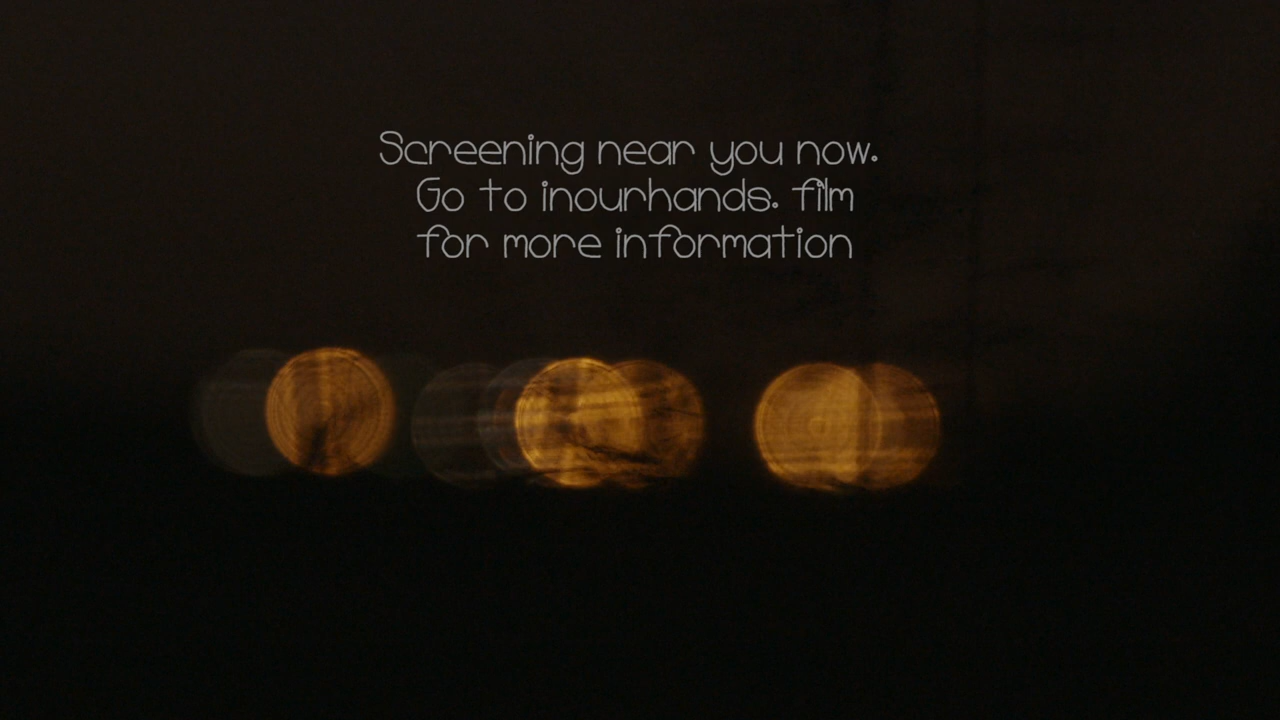 Screening near you now.
Go to inourhands. film
for more information